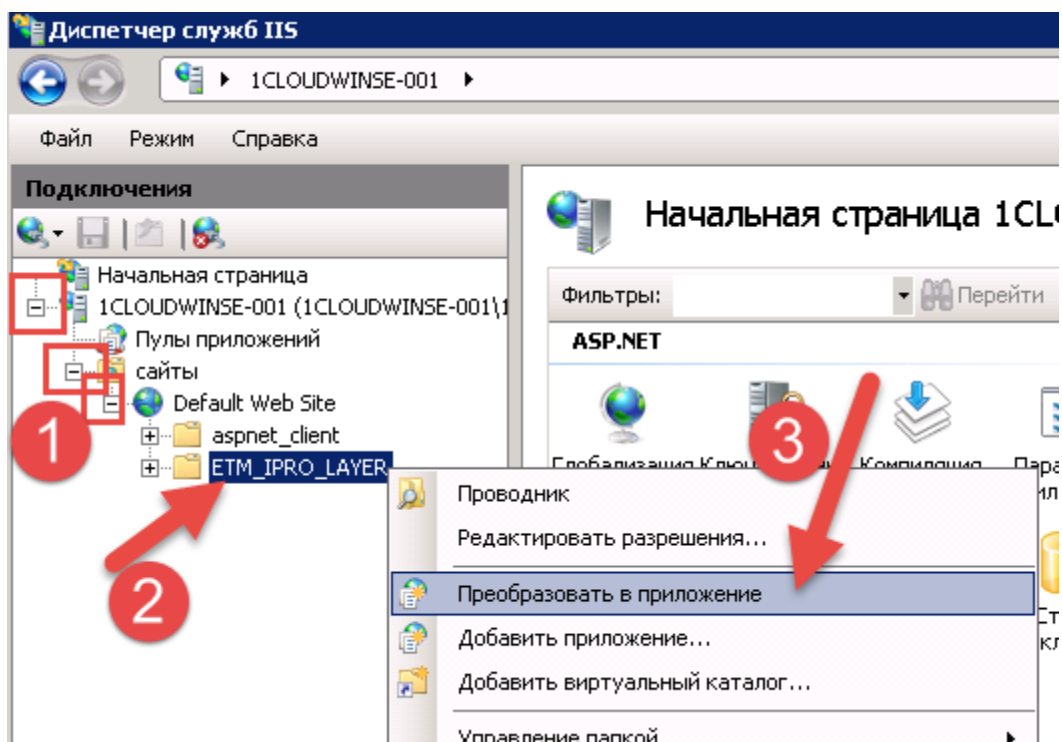 Диспетчер служб IIS
1CLOUDWINSE-001
Файл Режим Справка
Подключения
Начальная страница
1CLOUDWINSE-001 (1CLOUDWINSE-001\1
Пулы приложений
сайты
Default Web Site
aspnet_client
ETM_IPRO_LAYER
1
2
Начальная страница 1CL
Фильтры: Перейти
ASP.NET
3
Глобализация Компиляция
Проводник
Редактировать разрешения...
Преобразовать в приложение
Добавить приложение...
Добавить виртуальный каталог...
Управление папкой